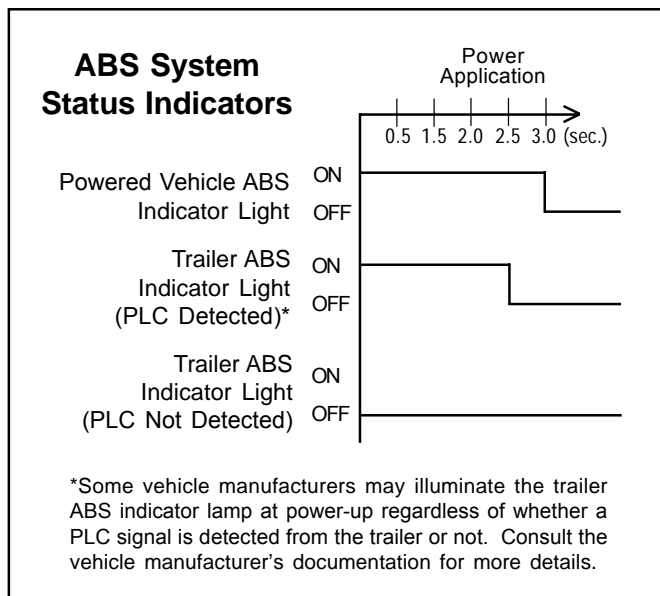 ABS System
Status Indicators
Power
Application
0.5 1.5 2.0 2.5 3.0 (sec.)
Powered Vehicle ABS
Indicator Light
ON
OFF
Trailer ABS
Indicator Light
(PLC Detected)*
ON
OFF
Trailer ABS
Indicator Light
(PLC Not Detected)
ON
OFF
*Some vehicle manufacturers may illuminate the trailer
ABS indicator lamp at power-up regardless of whether a
PLC signal is detected from the trailer or not. Consult the
vehicle manufacturer's documentation for more details.